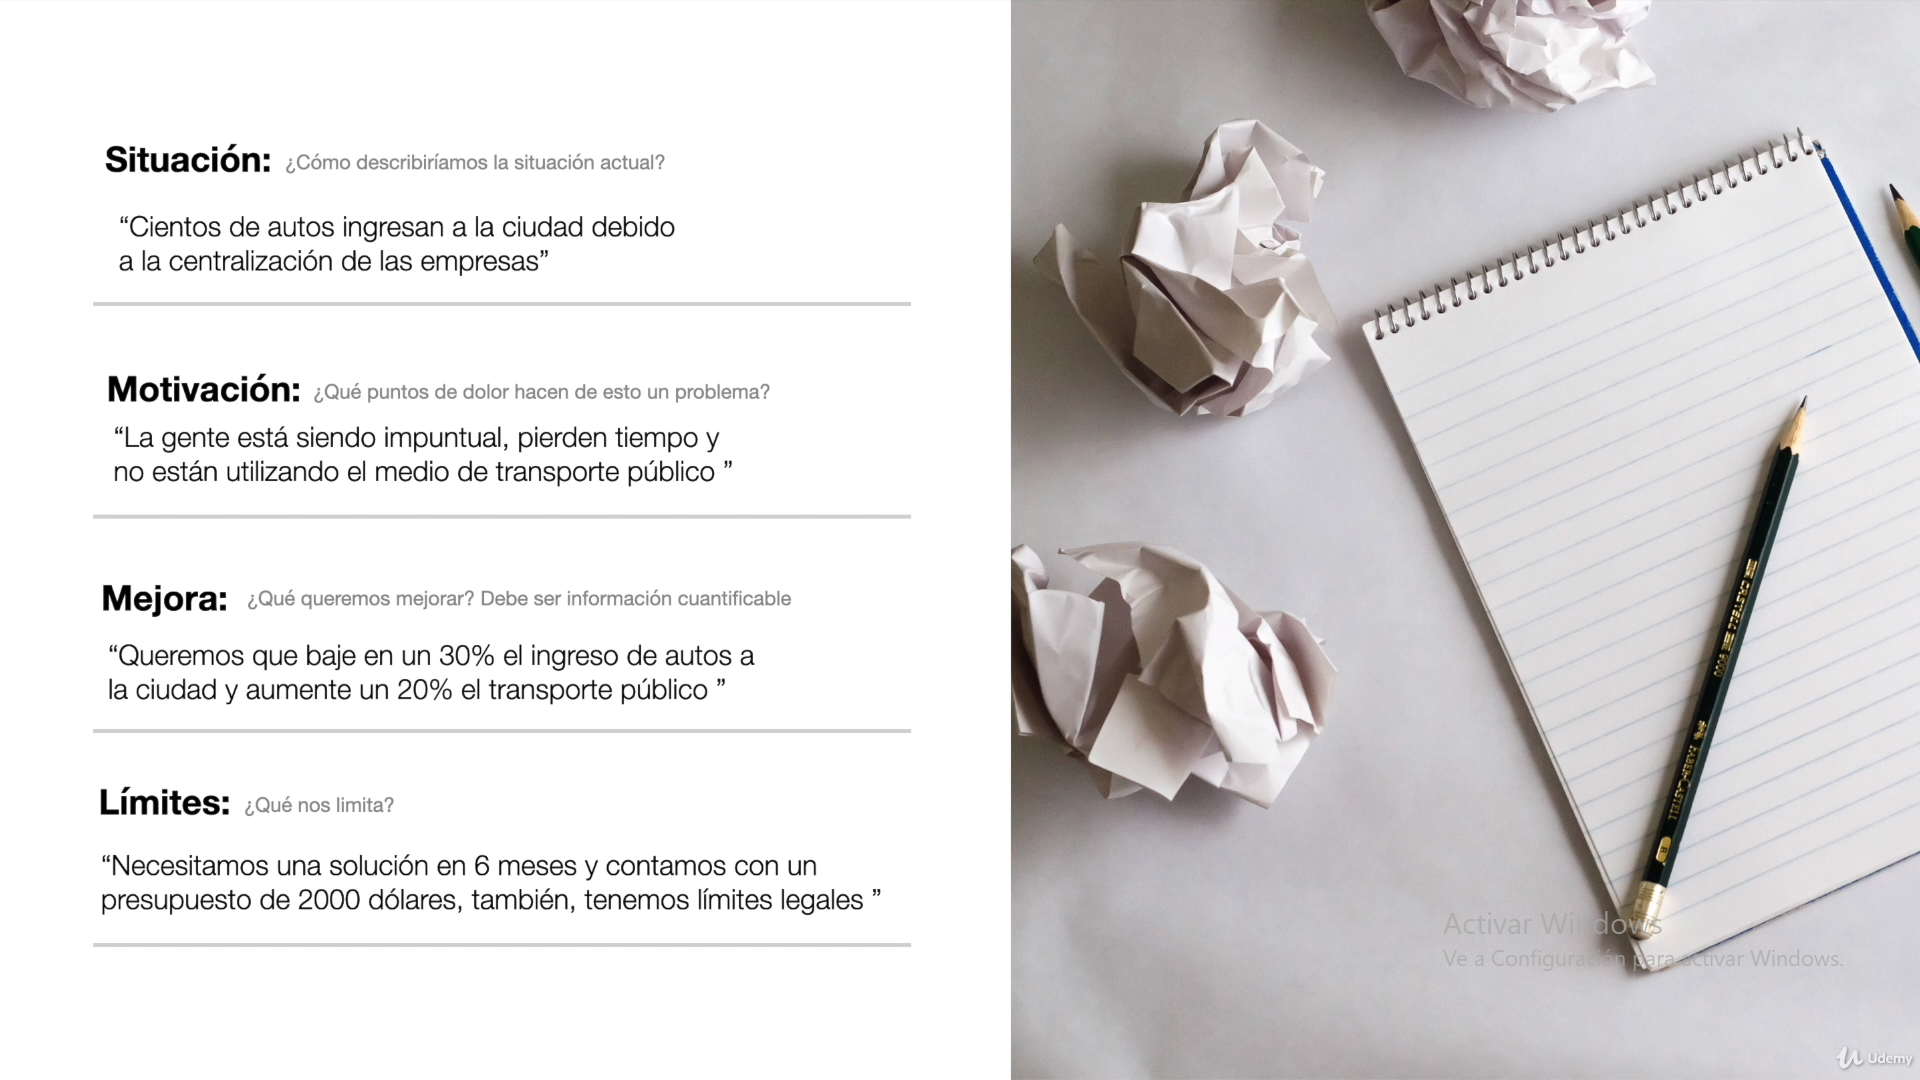 Situación: ¿Cómo describiríamos la situación actual?
“Cientos de autos ingresan a la ciudad debido
a la centralización de las empresas”
Motivación: ¿Qué puntos de dolor hacen de esto un problema?
“La gente está siendo impuntual, pierden tiempo y
no están utilizando el medio de transporte público ”
Mejora: ¿Qué queremos mejorar? Debe ser información cuantificable
“Queremos que baje en un 30% el ingreso de autos a
la ciudad y aumente un 20% el transporte público ”
Límites: ¿Qué nos limita?
“Necesitamos una solución en 6 meses y contamos con un
presupuesto de 2000 dólares, también, tenemos límites legales ”
CASTELL 9000
FABER-CASTELL
B
Activar Windows
Ve a Configuración para activar Windows.
Udemy